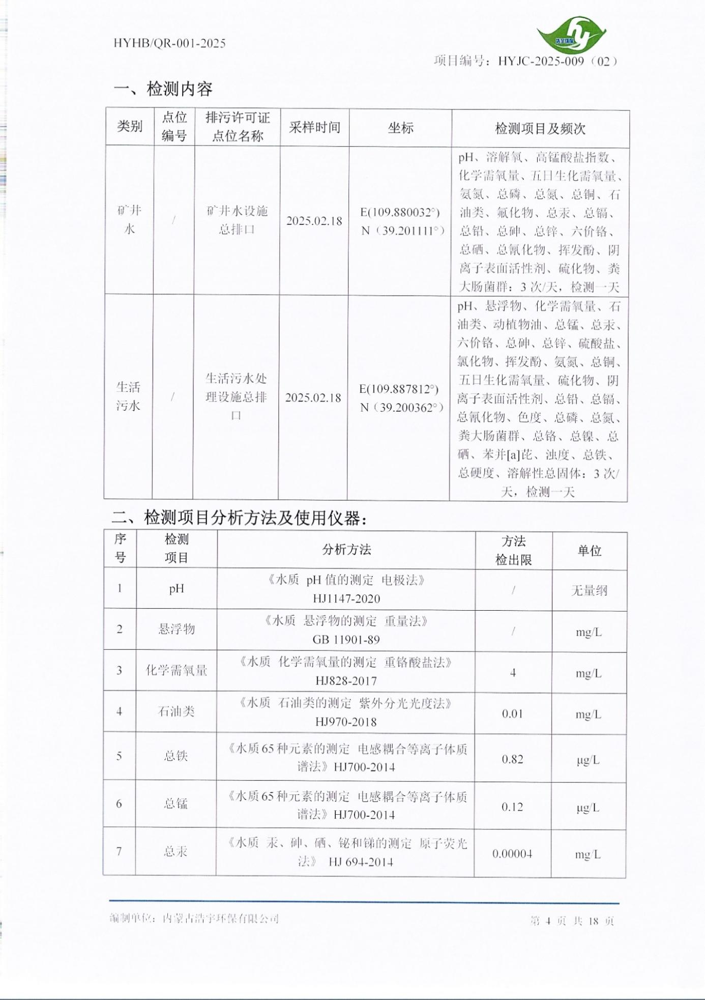 HYHB/QR-001-2025
hy
浩宇环保
项目编号：HYJC-2025-009（02）
一、检测内容
类别
点位
编号
排污许可证
点位名称
采样时间
坐标
检测项目及频次
矿井
水
/
矿井水设施
总排口
2025.02.18
E(109.880032°)
N（39.201111°）
pH、溶解氧、高锰酸盐指数、
化学需氧量、五日生化需氧量、
氨氮、总磷、总氮、总铜、石
油类、氟化物、总汞、总镉、
总铅、总砷、总锌、六价铬、
总硒、总氰化物、挥发酚、阴
离子表面活性剂、硫化物、粪
大肠菌群：3 次/天，检测一天
生活
污水
/
生活污水处
理设施总排
口
2025.02.18
E(109.887812°)
N（39.200362°）
pH、悬浮物、化学需氧量、石
油类、动植物油、总锰、总汞、
六价铬、总砷、总锌、硫酸盐、
氯化物、挥发酚、氨氮、总铜、
五日生化需氧量、硫化物、阴
离子表面活性剂、总铅、总镉、
总氰化物、色度、总磷、总氮、
粪大肠菌群、总铬、总镍、总
硒、苯并[a]芘、浊度、总铁、
总硬度、溶解性总固体：3 次/
天，检测一天
二、检测项目分析方法及使用仪器：
序
号
检测
项目
分析方法
方法
检出限
单位
1
pH
《水质 pH 值的测定 电极法》
HJ1147-2020
/
无量纲
2
悬浮物
《水质 悬浮物的测定 重量法》
GB 11901-89
/
mg/L
3
化学需氧量
《水质 化学需氧量的测定 重铬酸盐法》
HJ828-2017
4
mg/L
4
石油类
《水质 石油类的测定 紫外分光光度法》
HJ970-2018
0.01
mg/L
5
总铁
《水质 65 种元素的测定 电感耦合等离子体质
谱法》HJ700-2014
0.82
μg/L
6
总锰
《水质 65 种元素的测定 电感耦合等离子体质
谱法》HJ700-2014
0.12
μg/L
7
总汞
《水质 汞、砷、硒、铋和锑的测定 原子荧光
法》 HJ 694-2014
0.00004
mg/L
编制单位：内蒙古浩宇环保有限公司
第 4 页 共 18 页